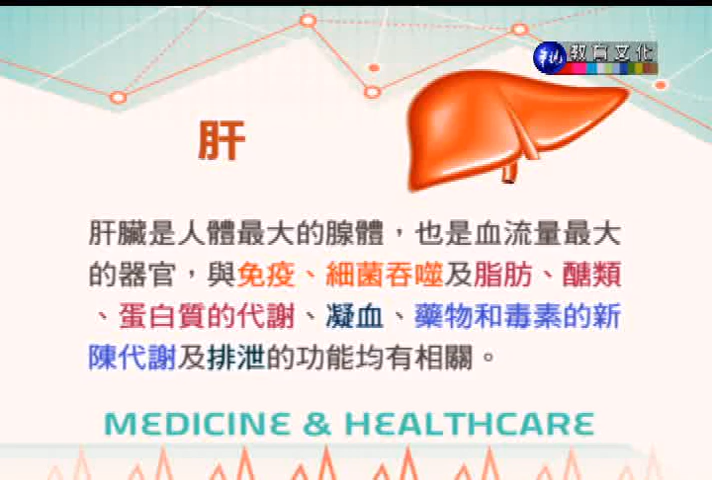 華視 教育文化
肝
肝臟是人體最大的腺體，也是血流量最大
的器官，與免疫、細菌吞噬及脂肪、醣類
、蛋白質的代謝、凝血、藥物和毒素的新
陳代謝及排泄的功能均有相關。
MEDICINE & HEALTHCARE